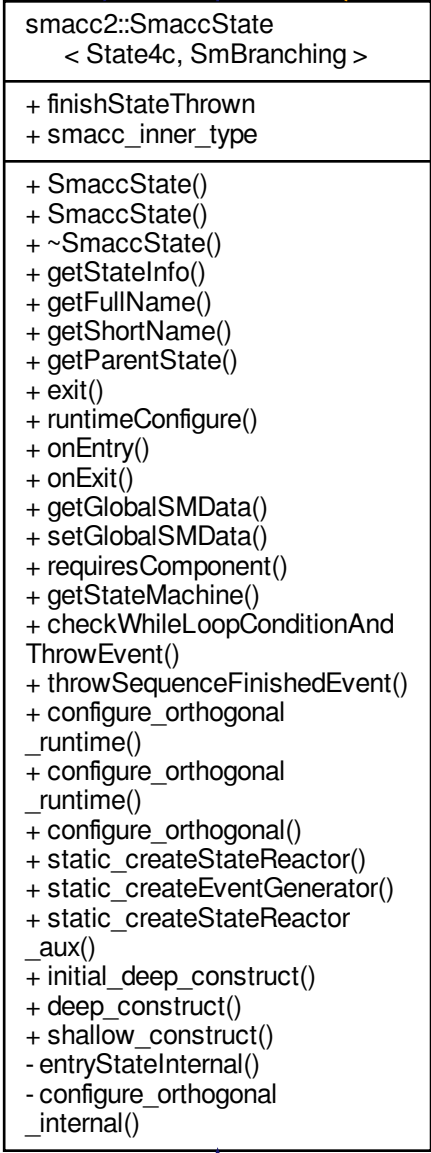 smacc2::SmaccState
< State4c, SmBranching >
+ finishStateThrown
+ smacc_inner_type
+ SmaccState()
+ SmaccState()
+ ~SmaccState()
+ getStateInfo()
+ getFullName()
+ getShortName()
+ getParentState()
+ exit()
+ runtimeConfigure()
+ onEntry()
+ onExit()
+ getGlobalSMData()
+ setGlobalSMData()
+ requiresComponent()
+ getStateMachine()
+ checkWhileLoopConditionAnd
ThrowEvent()
+ throwSequenceFinishedEvent()
+ configure_orthogonal
_runtime()
+ configure_orthogonal
_runtime()
+ configure_orthogonal()
+ static_createStateReactor()
+ static_createEventGenerator()
+ static_createStateReactor
_aux()
+ initial_deep_construct()
+ deep_construct()
+ shallow_construct()
- entryStateInternal()
- configure_orthogonal
_internal()